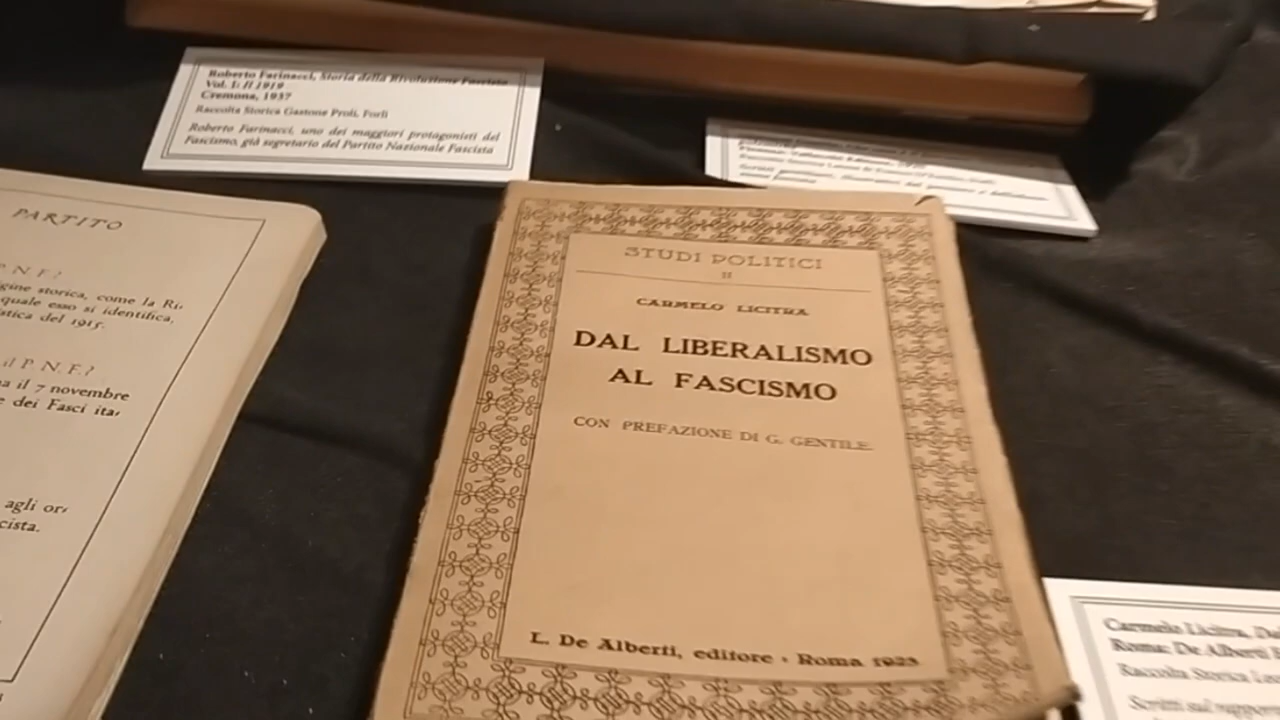 Roberto Farinacci, Storia della Rivoluzione Fascista
Vol. I: Il 1919
Cremona, 1937
Raccolta Storica Gastone Proli, Forlì
Roberto Farinacci, uno dei maggiori protagonisti del
Fascismo, già segretario del Partito Nazionale Fascista
PARTITO
P.N.F.?
gine storica, come la Ri-
quale esso si identifica,
stica del 1915.
il P.N.F.?
a il 7 novembre
e dei Fasci ita-
agli or-
cista.
STUDI POLITICI
II
CARMELO LICITRA
DAL LIBERALISMO
AL FASCISMO
CON PREFAZIONE DI G. GENTILE
L. De Alberti, editore • Roma 1925
Carmelo Licitra, Da
Roma: De Alberti
Raccolta Storica
Scritti sul rappor